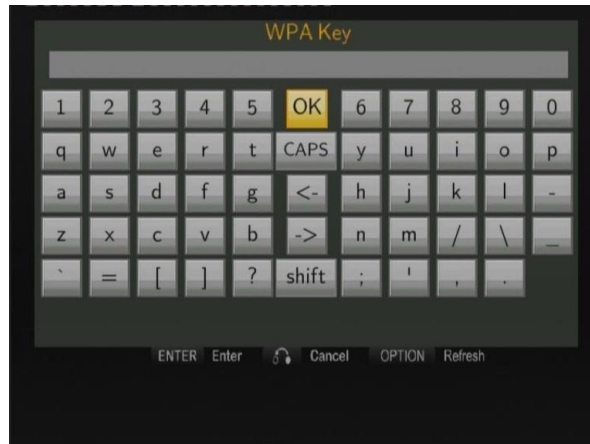 WPA Key
1 2 3 4 5 OK 6 7 8 9 0
q w e r t CAPS y u i o p
a s d f g <- h j k l -
z x c v b -> n m / \ _
` = [ ] ? shift ; ' , .
ENTER Enter Cancel OPTION Refresh